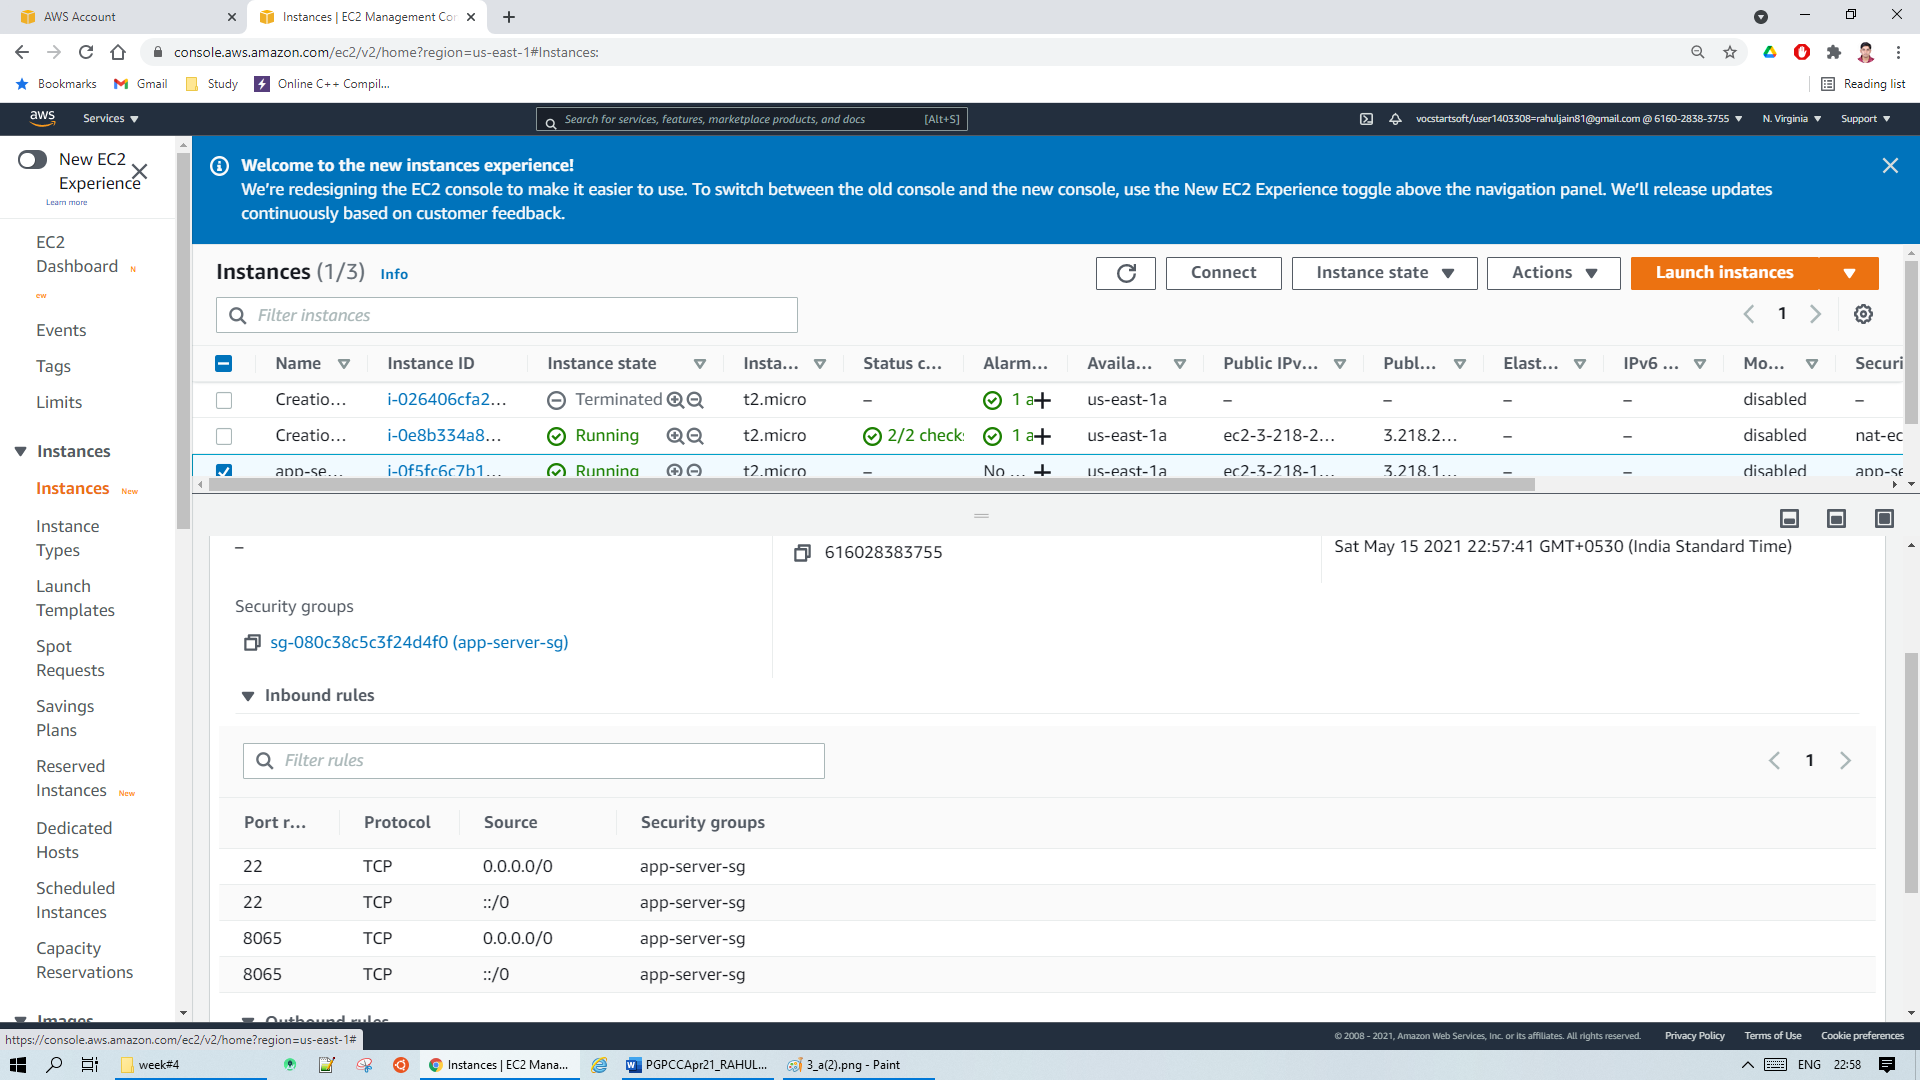 AWS Account
Instances | EC2 Management Con
console.aws.amazon.com/ec2/v2/home?region=us-east-1#Instances:
Bookmarks
Gmail
Study
Online C++ Compil...
Reading list
aws
Services
Search for services, features, marketplace products, and docs
[Alt+S]
vocstartsoft/user1403308=rahuljain81@gmail.com @ 6160-2838-3755
N. Virginia
Support
New EC2
Experience
Learn more
Welcome to the new instances experience!
We're redesigning the EC2 console to make it easier to use. To switch between the old console and the new console, use the New EC2 Experience toggle above the navigation panel. We'll release updates
continuously based on customer feedback.
EC2
Dashboard N
ew
Events
Tags
Limits
Instances
Instances New
Instance
Types
Launch
Templates
Spot
Requests
Savings
Plans
Reserved
Instances New
Dedicated
Hosts
Scheduled
Instances
Capacity
Reservations
Images
Instances (1/3) Info
Connect
Instance state
Actions
Launch instances
Filter instances
1
Name Instance ID Instance state Insta... Status c... Alarm... Availa... Public IPv... Publ... Elast... IPv6 ... Mo... Securi
Creatio... i-026406cfa2... Terminated t2.micro – 1 a us-east-1a – – – – disabled –
Creatio... i-0e8b334a8... Running t2.micro 2/2 check: 1 a us-east-1a ec2-3-218-2... 3.218.2... – – disabled nat-ec
app-se... i-0f5fc6c7b1... Running t2.micro – No ... us-east-1a ec2-3-218-1... 3.218.1... – – disabled app-se
–
616028383755
Sat May 15 2021 22:57:41 GMT+0530 (India Standard Time)
Security groups
sg-080c38c5c3f24d4f0 (app-server-sg)
Inbound rules
Filter rules
1
Port r... Protocol Source Security groups
22 TCP 0.0.0.0/0 app-server-sg
22 TCP ::/0 app-server-sg
8065 TCP 0.0.0.0/0 app-server-sg
8065 TCP ::/0 app-server-sg
Outbound rules
https://console.aws.amazon.com/ec2/v2/home?region=us-east-1#
© 2008 - 2021, Amazon Web Services, Inc. or its affiliates. All rights reserved.
Privacy Policy
Terms of Use
Cookie preferences
week#4
Instances | EC2 Mana...
PGPCCApr21_RAHUL...
3_a(2).png - Paint
ENG
22:58